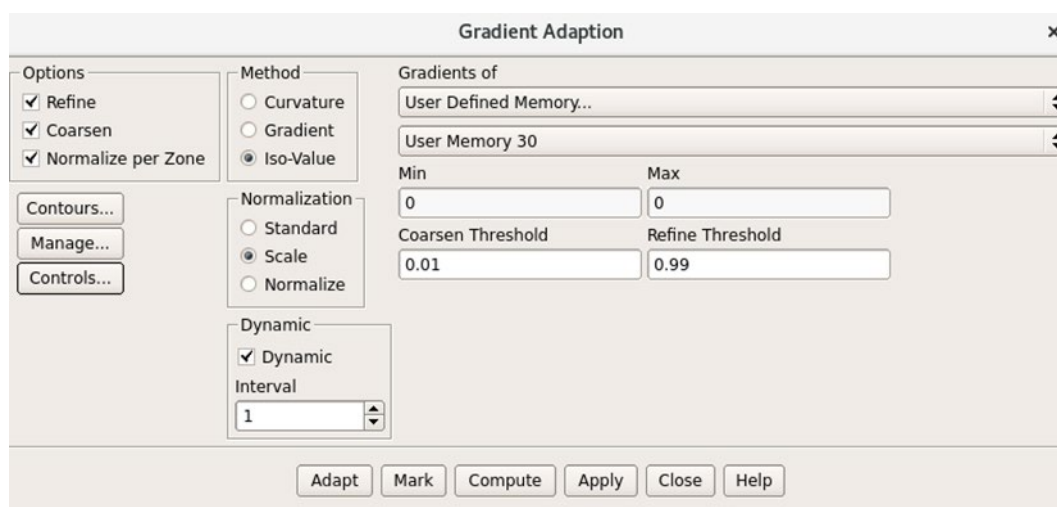 Gradient Adaption
Options
Refine
Coarsen
Normalize per Zone
Contours...
Manage...
Controls...
Method
Curvature
Gradient
Iso-Value
Normalization
Standard
Scale
Normalize
Dynamic
Dynamic
Interval
1
Gradients of
User Defined Memory...
User Memory 30
Min Max
0 0
Coarsen Threshold Refine Threshold
0.01 0.99
Adapt Mark Compute Apply Close Help